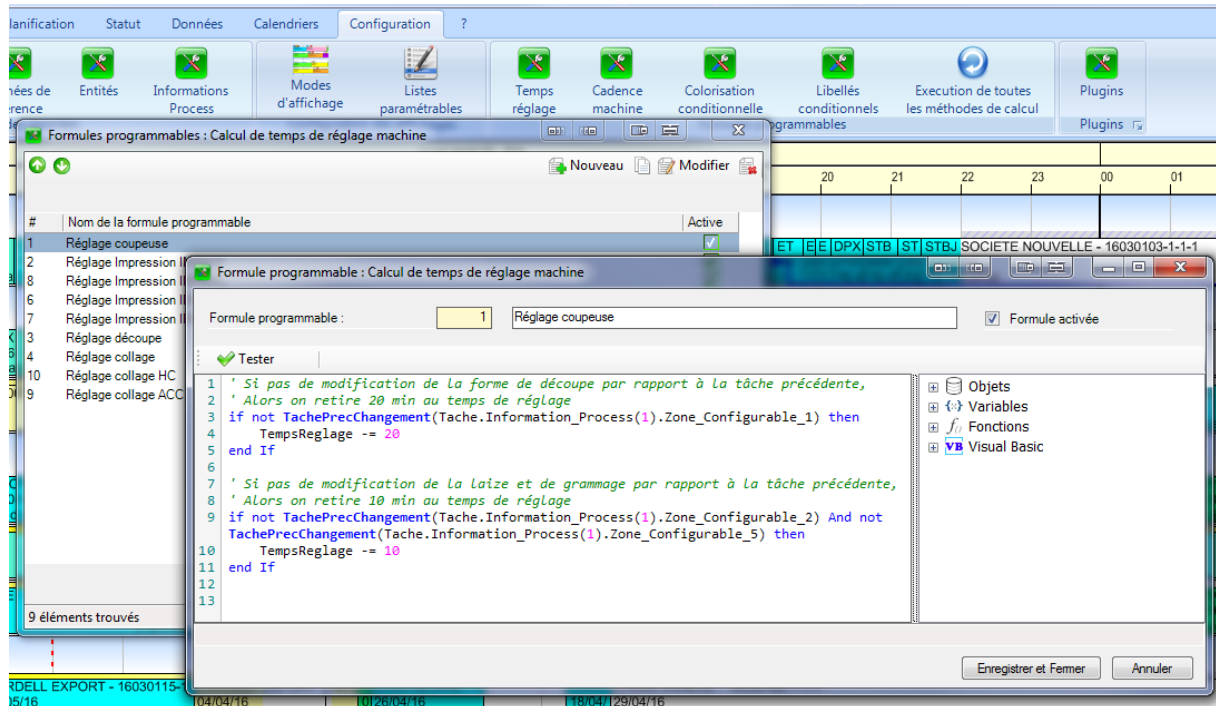 Statut Données Calendriers Configuration ?
Entités Informations Process Modes d'affichage Listes paramétrables Temps réglage Cadence machine Colorisation conditionnelle Libellés conditionnels Execution de toutes les méthodes de calcul Plugins
Plugins
Formules programmables : Calcul de temps de réglage machine
Nouveau Modifier
20 21 22 23 00 01
# Nom de la formule programmable Active
1 Réglage coupeuse
ET E E DPX STB ST STBJ SOCIETE NOUVELLE - 16030103-1-1-1
2 Réglage Impression
8 Réglage Impression
6 Réglage Impression
7 Réglage Impression
3 Réglage découpe
4 Réglage collage
10 Réglage collage HC
9 Réglage collage ACC
9 éléments trouvés
Formule programmable : Calcul de temps de réglage machine
Formule programmable : 1 Réglage coupeuse Formule activée
Tester
1 ' Si pas de modification de la forme de découpe par rapport à la tâche précédente,
2 ' Alors on retire 20 min au temps de réglage
3 if not TachePrecChangement(Tache.Information_Process(1).Zone_Configurable_1) then
4 TempsReglage -= 20
5 end If
6
7 ' Si pas de modification de la laize et de grammage par rapport à la tâche précédente,
8 ' Alors on retire 10 min au temps de réglage
9 if not TachePrecChangement(Tache.Information_Process(1).Zone_Configurable_2) And not
TachePrecChangement(Tache.Information_Process(1).Zone_Configurable_5) then
10 TempsReglage -= 10
11 end If
12
13
Objets
Variables
Fonctions
VB Visual Basic
Enregistrer et Fermer Annuler
EXPORT - 16030115-
04/04/16 26/04/16 18/04/ 29/04/16